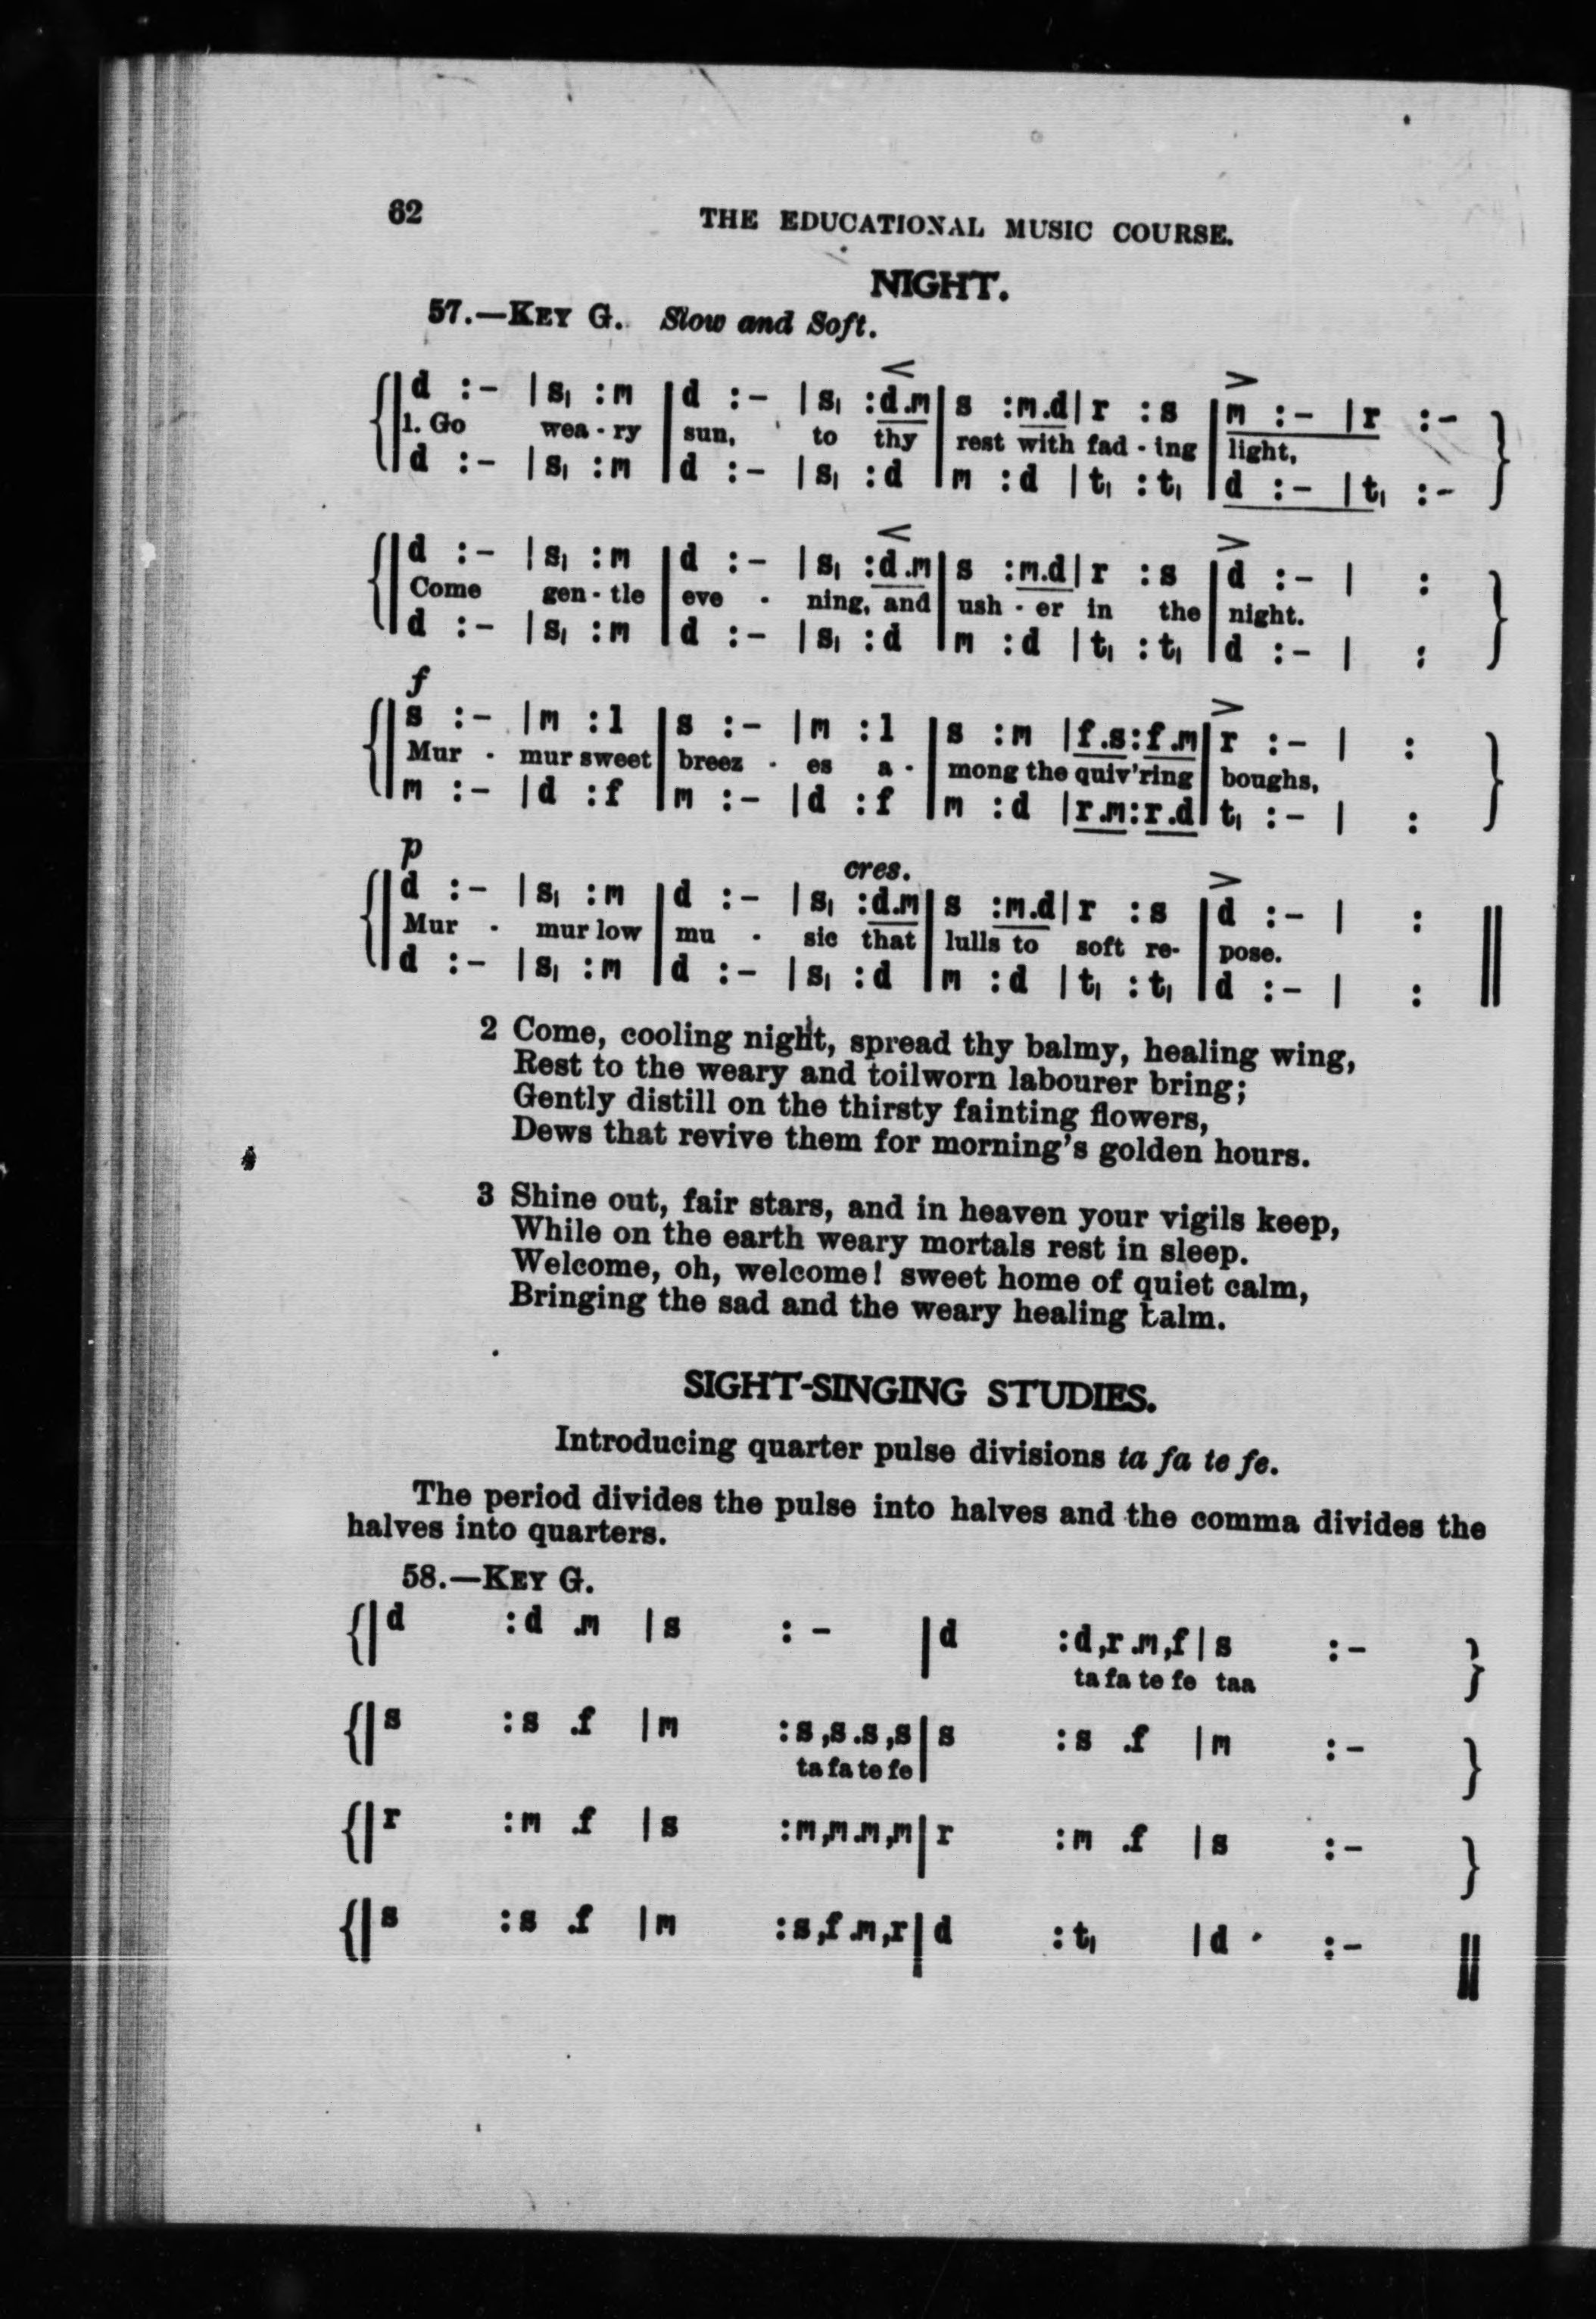 62 THE EDUCATIONAL MUSIC COURSE.
NIGHT.
57.—KEY G. Slow and Soft.
< >
{|d :– |s₁ :m |d :– |s₁ :d.m|s :m.d|r :s |m :– |r :– }
1. Go wea - ry sun, to thy rest with fad - ing light,
|d :– |s₁ :m |d :– |s₁ :d |m :d |t₁ :t₁ |d :– |t₁ :–
< >
{|d :– |s₁ :m |d :– |s₁ :d.m|s :m.d|r :s |d :– | : }
Come gen - tle eve - ning, and ush - er in the night.
|d :– |s₁ :m |d :– |s₁ :d |m :d |t₁ :t₁ |d :– | :
f >
{|s :– |m :l |s :– |m :l |s :m |f.s:f.m|r :– | : }
Mur - mur sweet breez - es a - mong the quiv'ring boughs,
|m :– |d :f |m :– |d :f |m :d |r.m:r.d|t₁ :– | :
p cres. >
{|d :– |s₁ :m |d :– |s₁ :d.m|s :m.d|r :s |d :– | : ||
Mur - mur low mu - sic that lulls to soft re- pose.
|d :– |s₁ :m |d :– |s₁ :d |m :d |t₁ :t₁ |d :– | :
2 Come, cooling night, spread thy balmy, healing wing,
Rest to the weary and toilworn labourer bring;
Gently distill on the thirsty fainting flowers,
Dews that revive them for morning's golden hours.
3 Shine out, fair stars, and in heaven your vigils keep,
While on the earth weary mortals rest in sleep.
Welcome, oh, welcome! sweet home of quiet calm,
Bringing the sad and the weary healing balm.
SIGHT-SINGING STUDIES.
Introducing quarter pulse divisions ta fa te fe.
The period divides the pulse into halves and the comma divides the
halves into quarters.
58.—KEY G.
{|d :d .m |s :– |d :d,r.m,f|s :– }
ta fa te fe taa
{|s :s .f |m :s,s.s,s|s :s .f |m :– }
ta fa te fe
{|r :m .f |s :m,m.m,m|r :m .f |s :– }
{|s :s .f |m :s,f.m,r|d :t₁ |d :– ||